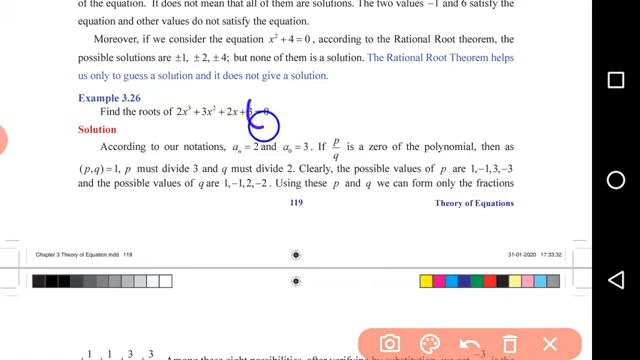 of the equation. It does not mean that all of them are solutions. The two values −1 and 6 satisfy the
equation and other values do not satisfy the equation.
Moreover, if we consider the equation x² + 4 = 0, according to the Rational Root theorem, the
possible solutions are ±1, ±2, ±4; but none of them is a solution. The Rational Root Theorem helps
us only to guess a solution and it does not give a solution.
Example 3.26
Find the roots of 2x³ + 3x² + 2x + 3 = 0
Solution
According to our notations, aₙ = 2 and a₀ = 3. If p/q is a zero of the polynomial, then as
(p, q) = 1, p must divide 3 and q must divide 2. Clearly, the possible values of p are 1, −1, 3, −3
and the possible values of q are 1, −1, 2, −2. Using these p and q we can form only the fractions
119
Theory of Equations
Chapter 3 Theory of Equation.indd 119
31-01-2020 17:33:32